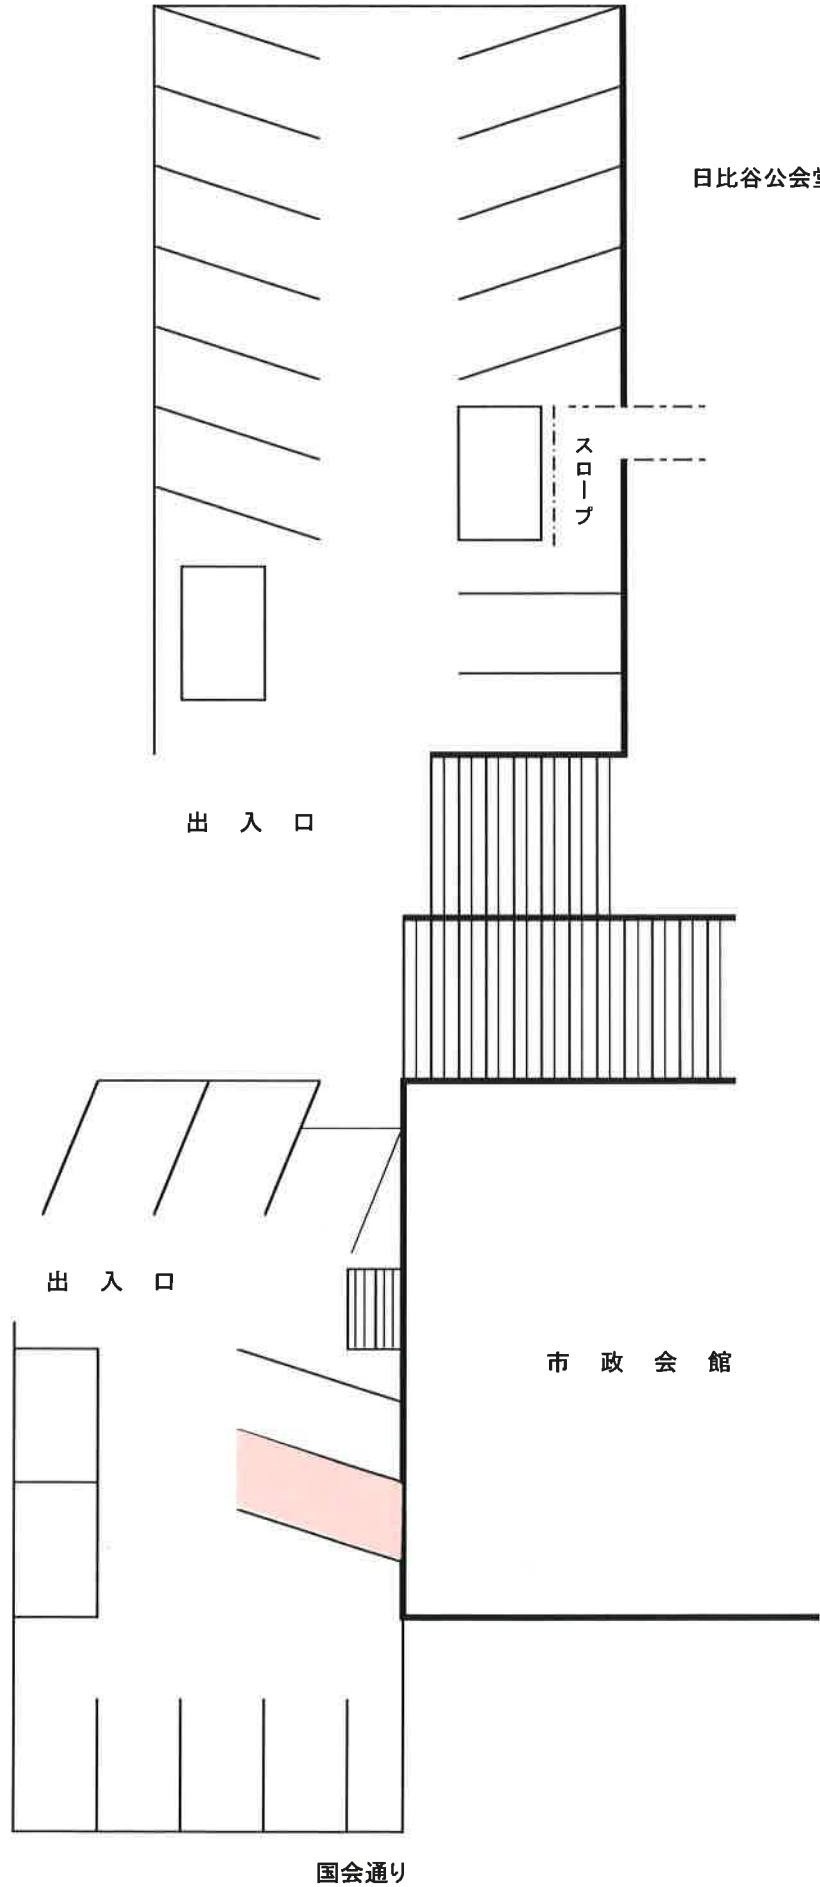 日比谷公会堂
スロープ
出 入 口
出 入 口
市 政 会 館
国会通り